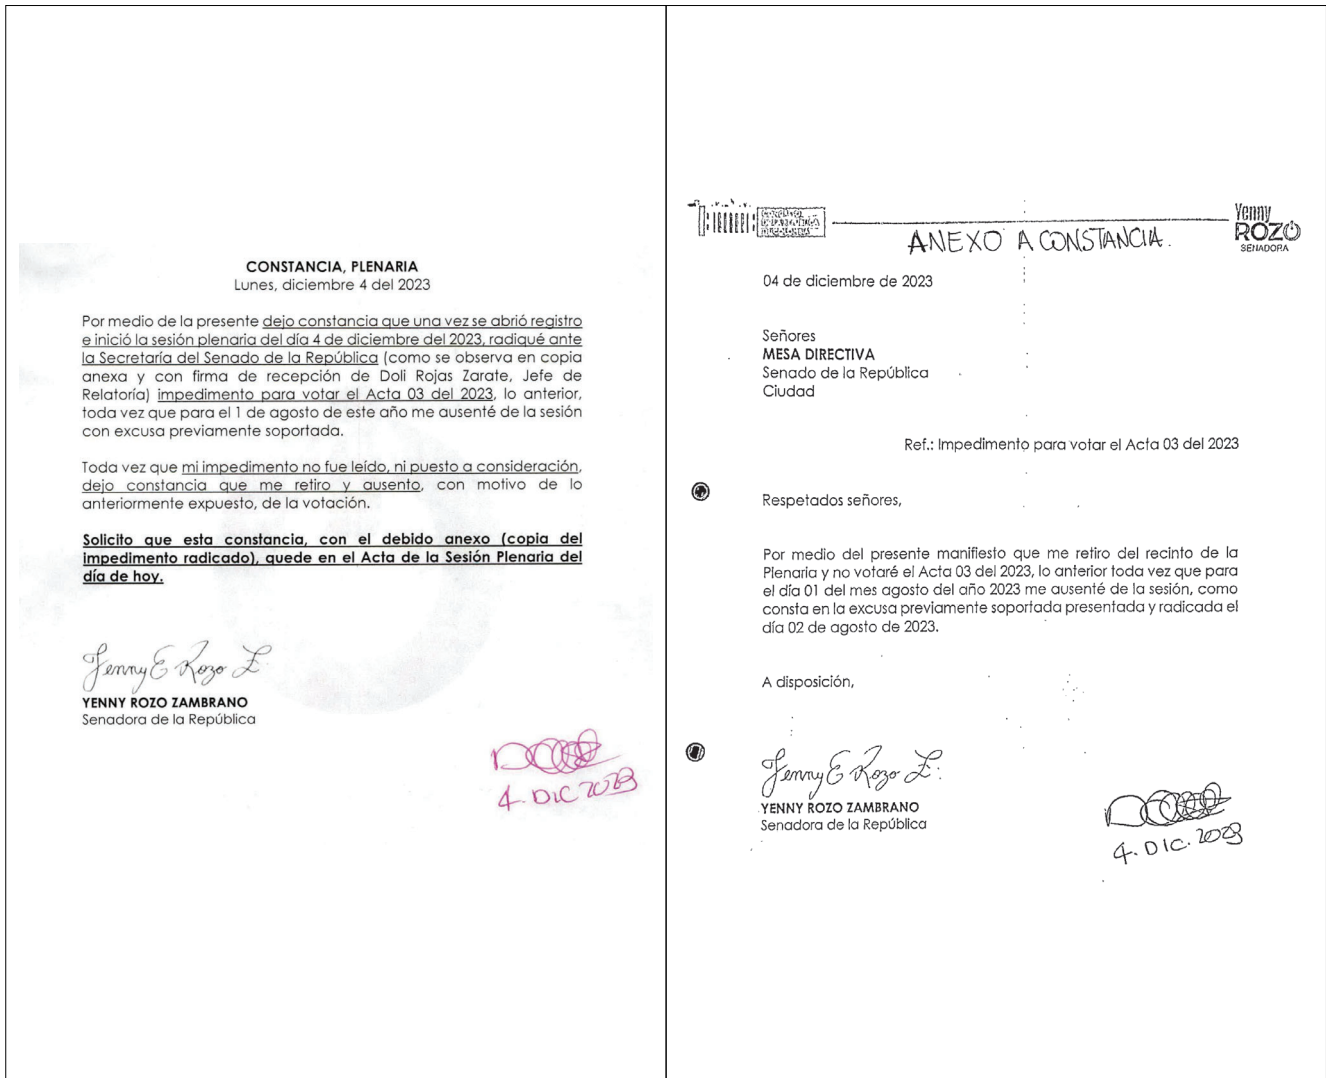 CONSTANCIA, PLENARIA
Lunes, diciembre 4 del 2023
Por medio de la presente dejo constancia que una vez se abrió registro
e inició la sesión plenaria del día 4 de diciembre del 2023, radiqué ante
la Secretaría del Senado de la República (como se observa en copia
anexa y con firma de recepción de Doli Rojas Zarate, Jefe de
Relatoría) impedimento para votar el Acta 03 del 2023, lo anterior,
toda vez que para el 1 de agosto de este año me ausenté de la sesión
con excusa previamente soportada.
Toda vez que mi impedimento no fue leído, ni puesto a consideración,
dejo constancia que me retiro y ausento, con motivo de lo
anteriormente expuesto, de la votación.
Solicito que esta constancia, con el debido anexo (copia del
impedimento radicado), quede en el Acta de la Sesión Plenaria del
día de hoy.
Yenny E Rozo Z.
YENNY ROZO ZAMBRANO
Senadora de la República
4 DIC 2023
Yenny
ROZO
SENADORA
ANEXO A CONSTANCIA.
04 de diciembre de 2023
Señores
MESA DIRECTIVA
Senado de la República
Ciudad
Ref.: Impedimento para votar el Acta 03 del 2023
Respetados señores,
Por medio del presente manifiesto que me retiro del recinto de la
Plenaria y no votaré el Acta 03 del 2023, lo anterior toda vez que para
el día 01 del mes agosto del año 2023 me ausenté de la sesión, como
consta en la excusa previamente soportada presentada y radicada el
día 02 de agosto de 2023.
A disposición,
Yenny E Rozo Z.
YENNY ROZO ZAMBRANO
Senadora de la República
4. DIC. 2023